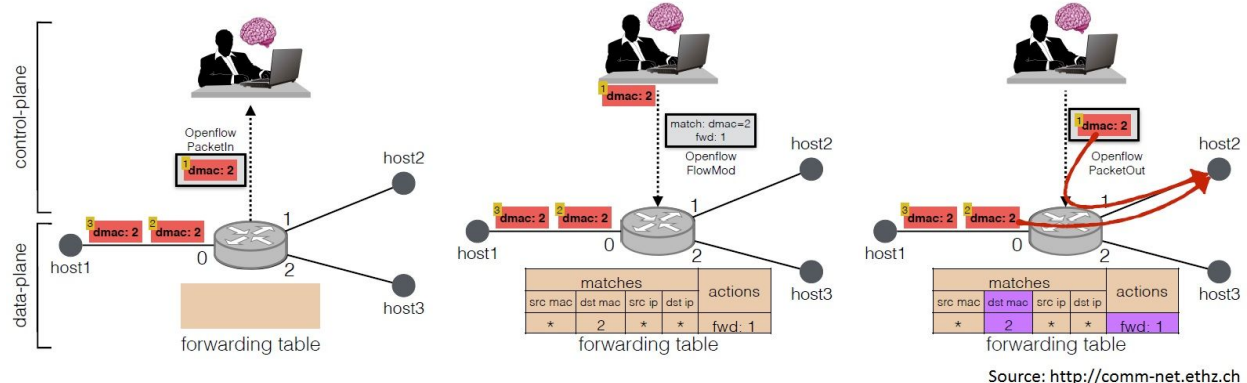 control-plane
data-plane
Openflow
PacketIn
1
dmac: 2
3
dmac: 2
2
dmac: 2
host1
host2
host3
0
1
2
forwarding table
1
dmac: 2
match: dmac=2
fwd: 1
Openflow
FlowMod
3
dmac: 2
2
dmac: 2
host1
host2
host3
0
1
2
matches
actions
src mac dst mac src ip dst ip
* 2 * * fwd: 1
forwarding table
1
dmac: 2
Openflow
PacketOut
3
dmac: 2
2
dmac: 2
host1
host2
host3
0
1
2
matches
actions
src mac dst mac src ip dst ip
* 2 * * fwd: 1
forwarding table
Source: http://comm-net.ethz.ch